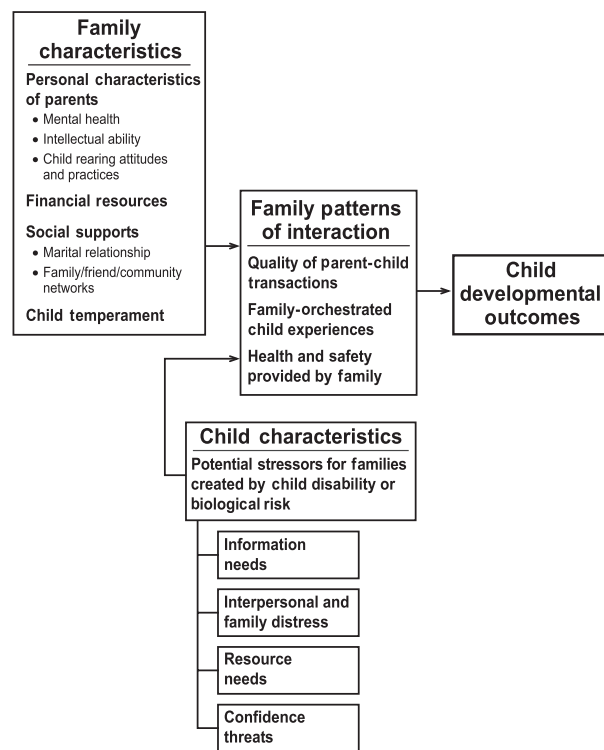 Family
characteristics
Personal characteristics
of parents
• Mental health
• Intellectual ability
• Child rearing attitudes
and practices
Financial resources
Social supports
• Marital relationship
• Family/friend/community
networks
Child temperament
Family patterns
of interaction
Quality of parent-child
transactions
Family-orchestrated
child experiences
Health and safety
provided by family
Child
developmental
outcomes
Child characteristics
Potential stressors for families
created by child disability or
biological risk
Information
needs
Interpersonal and
family distress
Resource
needs
Confidence
threats